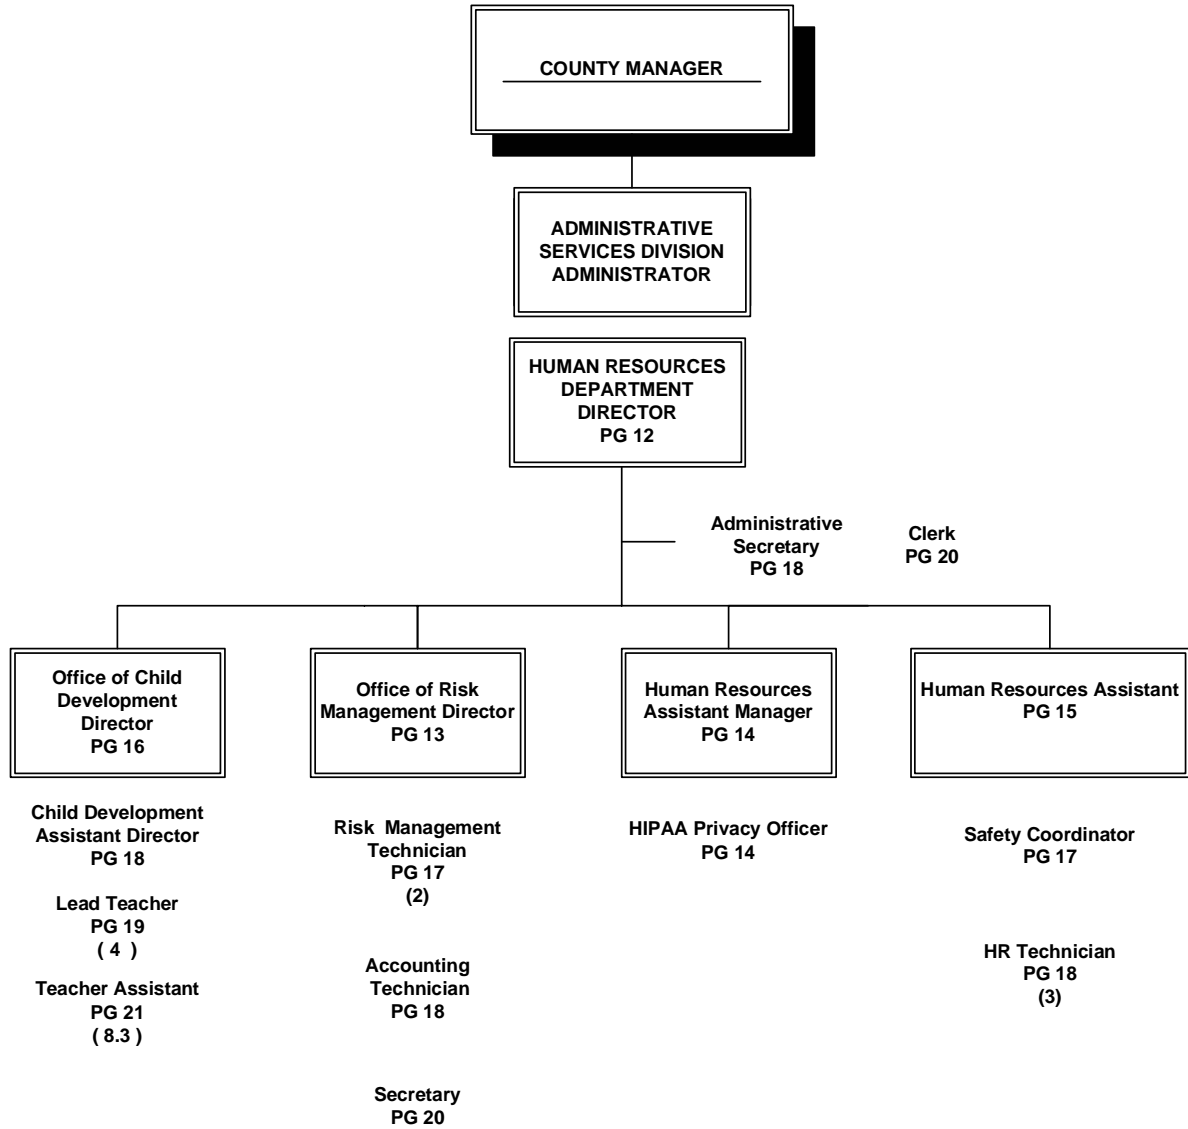 COUNTY MANAGER
ADMINISTRATIVE
SERVICES DIVISION
ADMINISTRATOR
HUMAN RESOURCES
DEPARTMENT
DIRECTOR
PG 12
Administrative
Secretary
PG 18
Clerk
PG 20
Office of Child
Development
Director
PG 16
Office of Risk
Management Director
PG 13
Human Resources
Assistant Manager
PG 14
Human Resources Assistant
PG 15
Child Development
Assistant Director
PG 18
Lead Teacher
PG 19
( 4 )
Teacher Assistant
PG 21
( 8.3 )
Risk Management
Technician
PG 17
(2)
Accounting
Technician
PG 18
Secretary
PG 20
HIPAA Privacy Officer
PG 14
Safety Coordinator
PG 17
HR Technician
PG 18
(3)